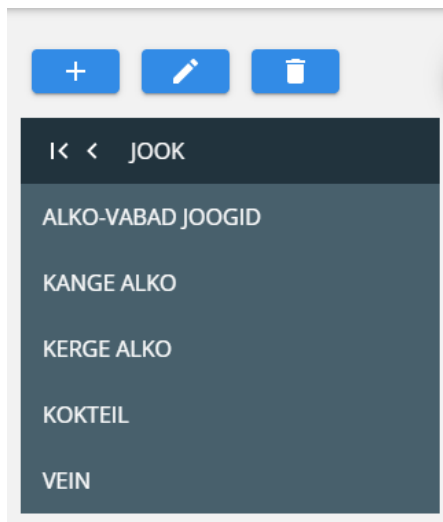 JOOK
ALKO-VABAD JOOGID
KANGE ALKO
KERGE ALKO
KOKTEIL
VEIN